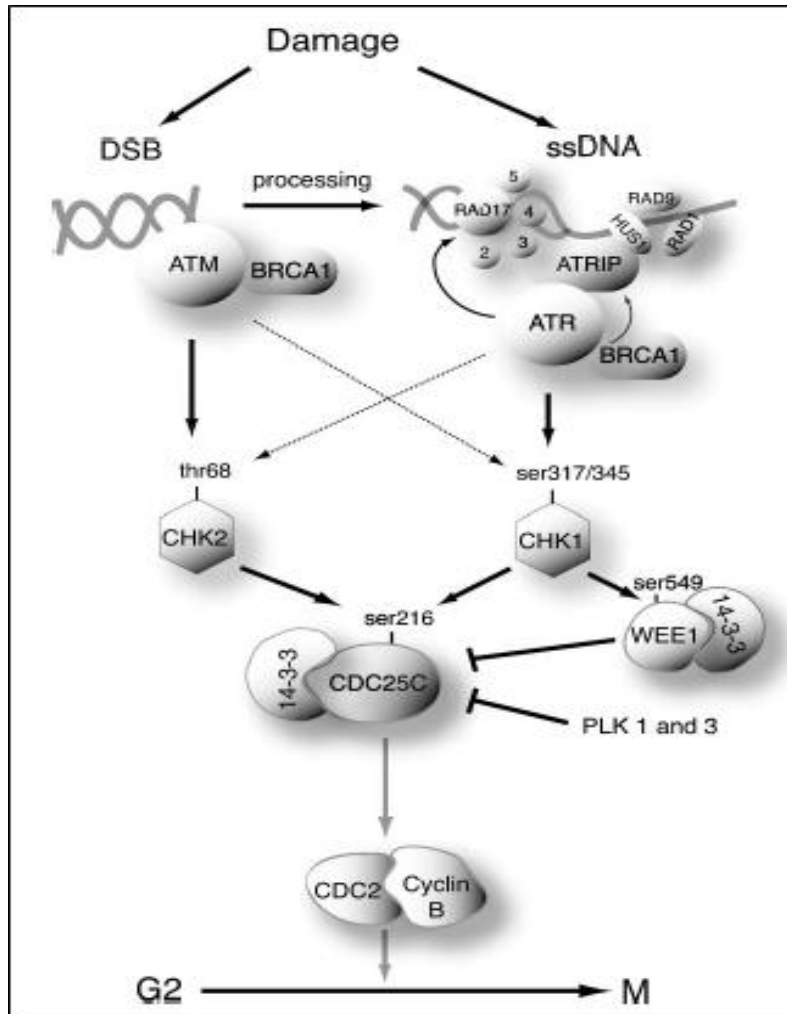 Damage
DSB
ssDNA
processing
5
RAD17
4
2
3
RAD9
HUS1
RAD1
ATM
BRCA1
ATRIP
ATR
BRCA1
thr68
ser317/345
CHK2
CHK1
ser549
ser216
WEE1
14-3-3
14-3-3
CDC25C
PLK 1 and 3
CDC2
Cyclin
B
G2
M